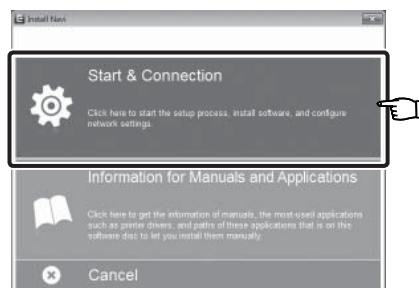 Install Navi
Start & Connection
Click here to start the setup process, install software, and configure
network settings.
Information for Manuals and Applications
Click here to get the information of manuals, the most-used applications
such as printer drivers, and paths of these applications that is on this
software disc to let you install them manually.
Cancel